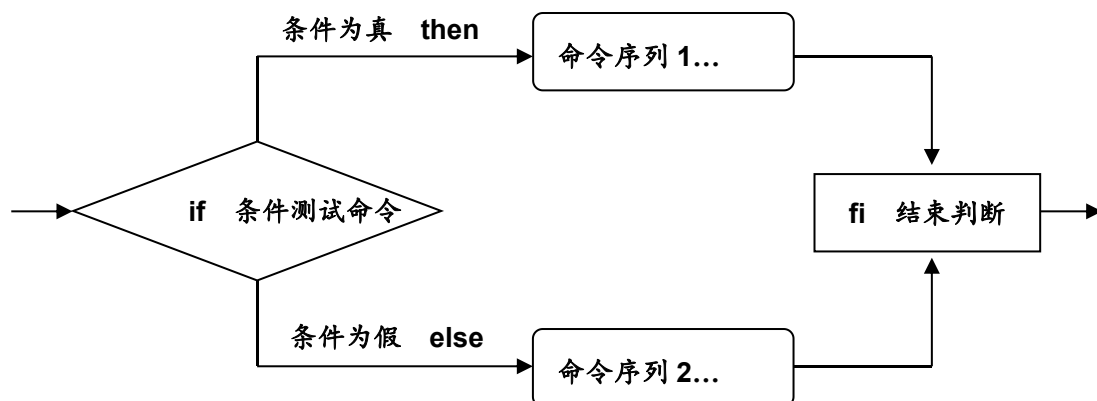 条件为真 then
命令序列 1…
if 条件测试命令
fi 结束判断
条件为假 else
命令序列 2…